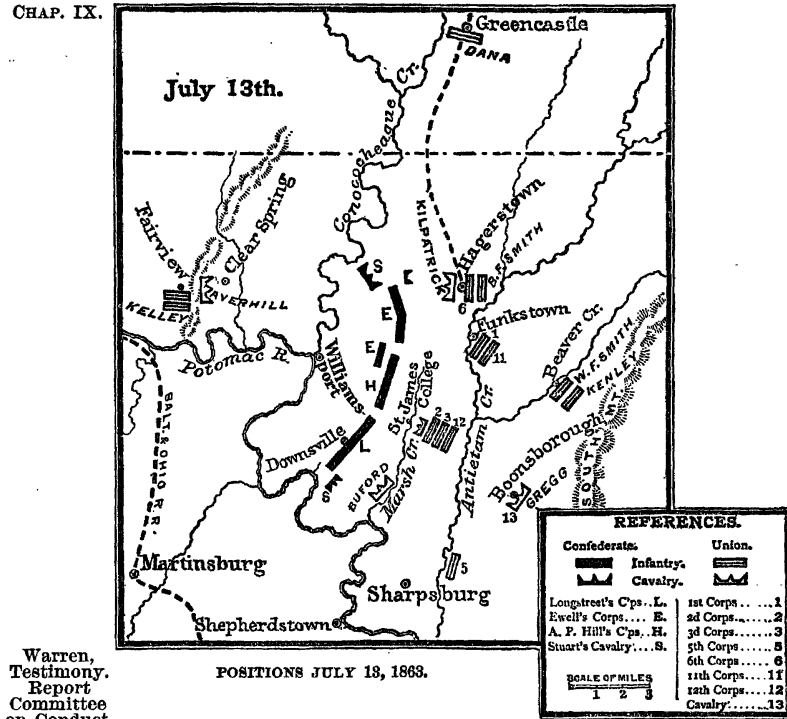 CHAP. IX.
July 13th.
Greencastle
DANA
Conococheague Cr.
Fairview
Clear Spring
KELLEY
AVERHILL
KILPATRICK
Hagerstown
B.F. SMITH
6
S
E
E
H
L
S
Funkstown
1
11
Beaver Cr.
W.F. SMITH
KENLEY
Potomac R.
Williams-
port
St. James
College
2
3
12
BALT & OHIO R.R.
Downsville
BUFORD
Marsh Cr.
Antietam Cr.
Boonsborough
SOUTH MT.
GREGG
13
5
Martinsburg
Sharpsburg
Shepherdstown
REFERENCES.
Confederate. Union.
Infantry.
Cavalry.
Longstreet's C'ps..L.
Ewell's Corps.... E.
A. P. Hill's C'ps..H.
Stuart's Cavalry....S.
1st Corps.......1
2d Corps.......2
3d Corps.......3
5th Corps......5
6th Corps......6
11th Corps.....11
12th Corps.....12
Cavalry........13
SCALE OF MILES
1 2 3
POSITIONS JULY 13, 1863.
Warren,
Testimony.
Report
Committee
on Conduct